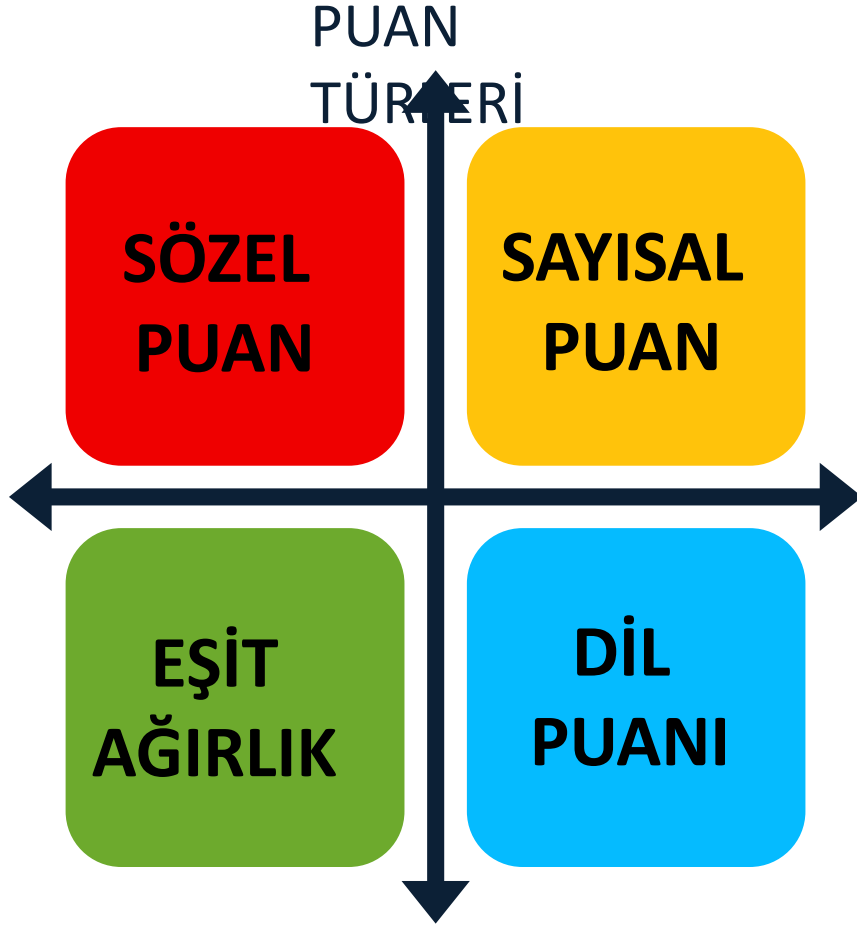 PUAN
TÜRLERİ
SÖZEL
PUAN
SAYISAL
PUAN
EŞİT
AĞIRLIK
DİL
PUANI